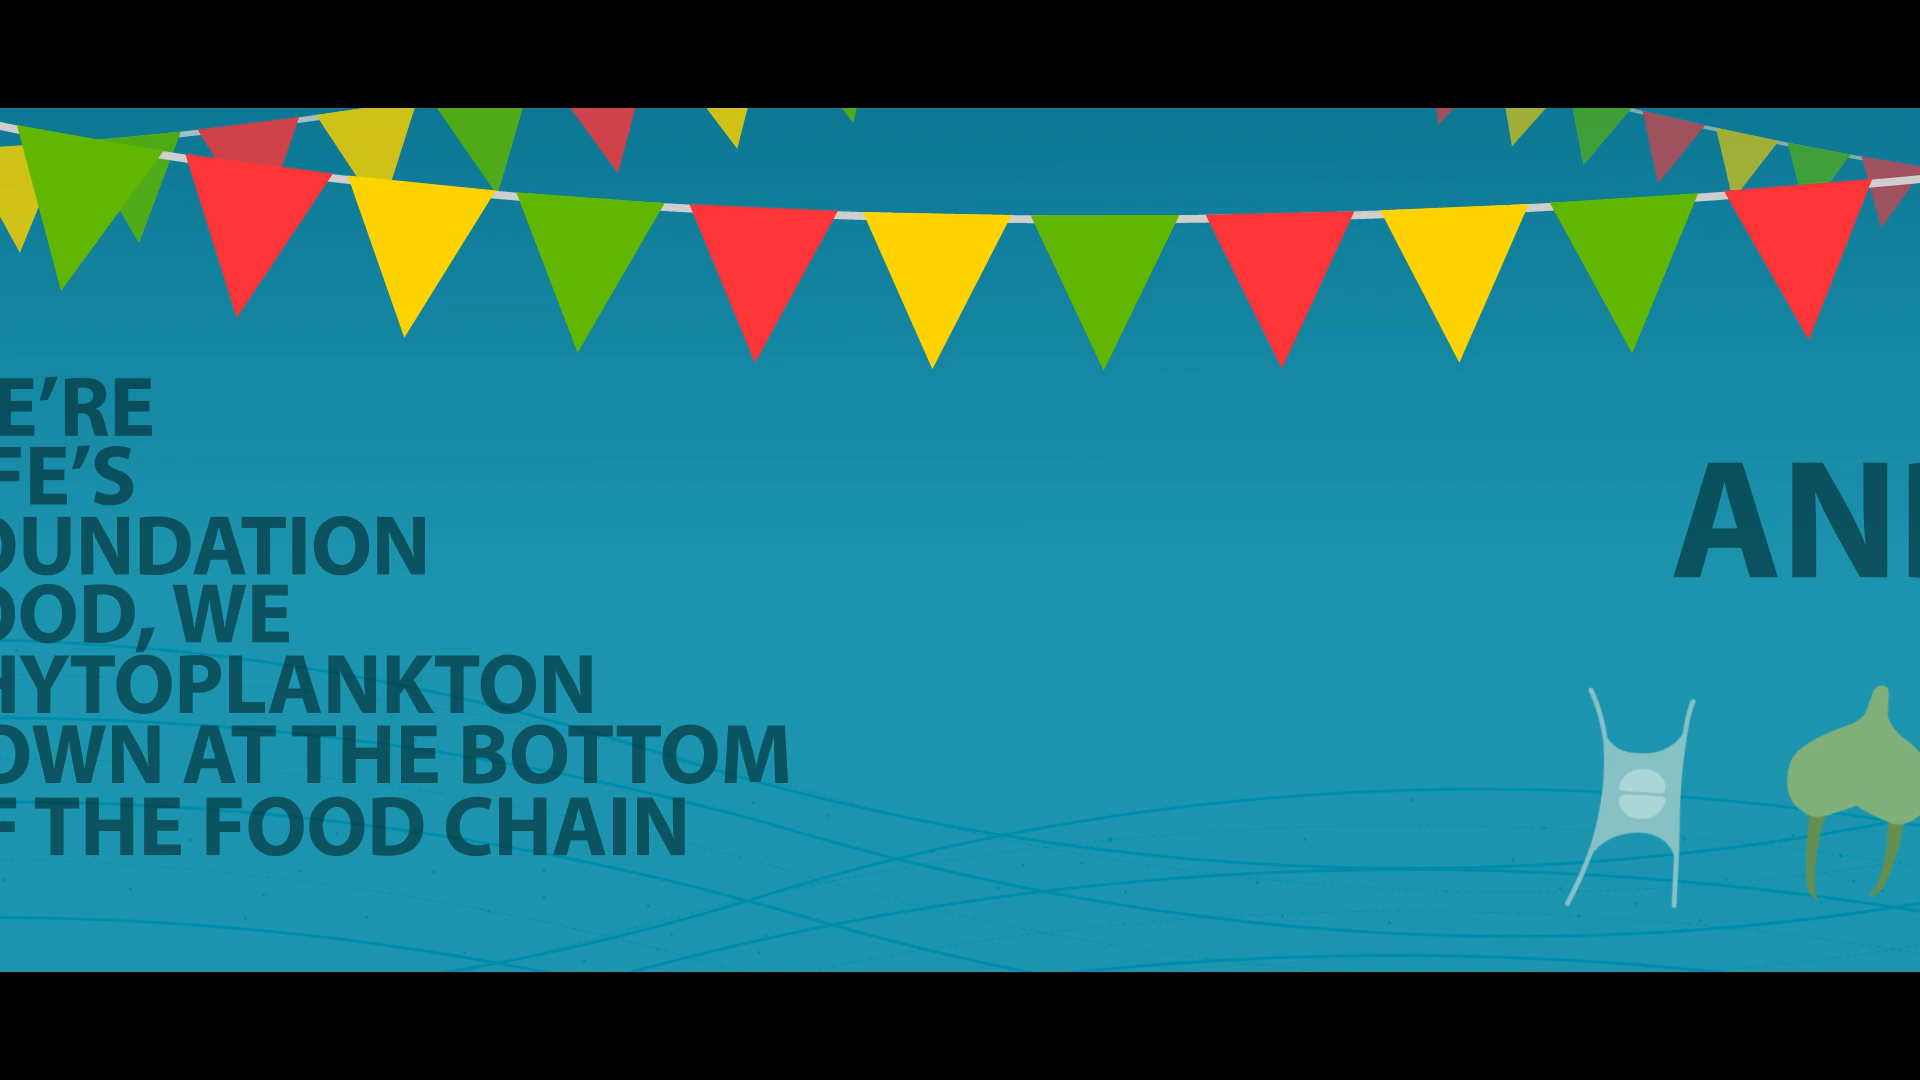 E’RE
FE’S
OUNDATION
OOD, WE
HYTOPLANKTON
OWN AT THE BOTTOM
F THE FOOD CHAIN
AN